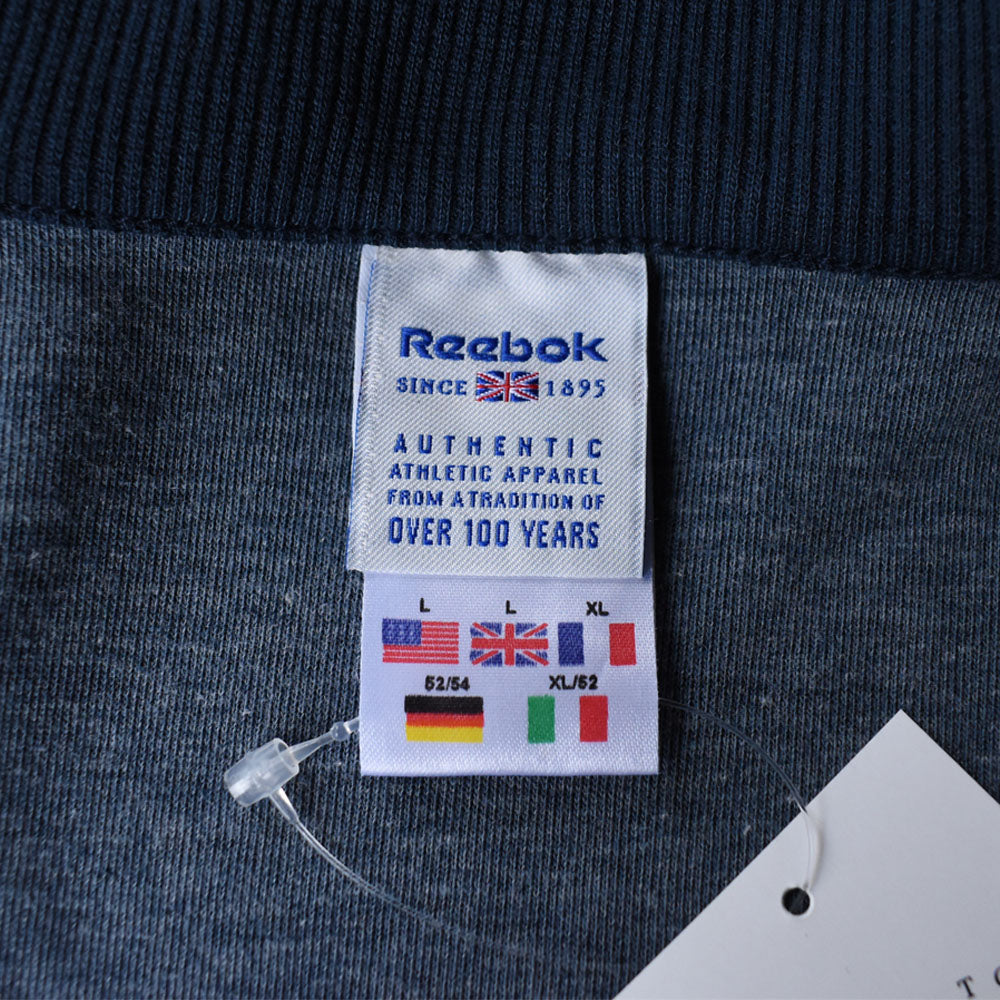 Reebok
SINCE 1895
AUTHENTIC
ATHLETIC APPAREL
FROM A TRADITION OF
OVER 100 YEARS
L L XL
52/54 XL/52